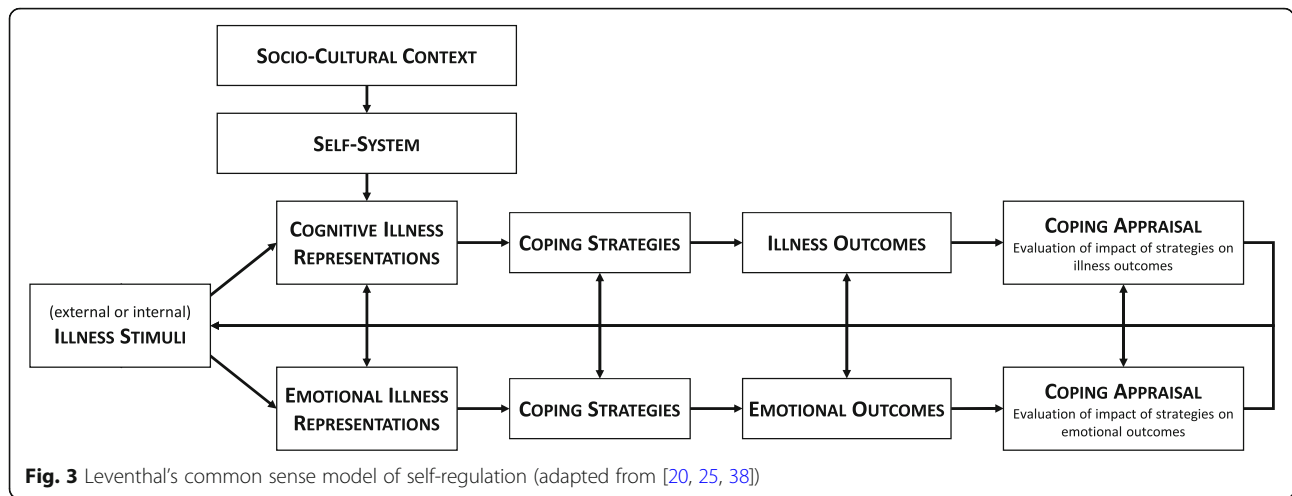 SOCIO-CULTURAL CONTEXT
SELF-SYSTEM
COGNITIVE ILLNESS
REPRESENTATIONS
COPING STRATEGIES
ILLNESS OUTCOMES
COPING APPRAISAL
Evaluation of impact of strategies on
illness outcomes
(external or internal)
ILLNESS STIMULI
EMOTIONAL ILLNESS
REPRESENTATIONS
COPING STRATEGIES
EMOTIONAL OUTCOMES
COPING APPRAISAL
Evaluation of impact of strategies on
emotional outcomes
Fig. 3 Leventhal's common sense model of self-regulation (adapted from [20, 25, 38])